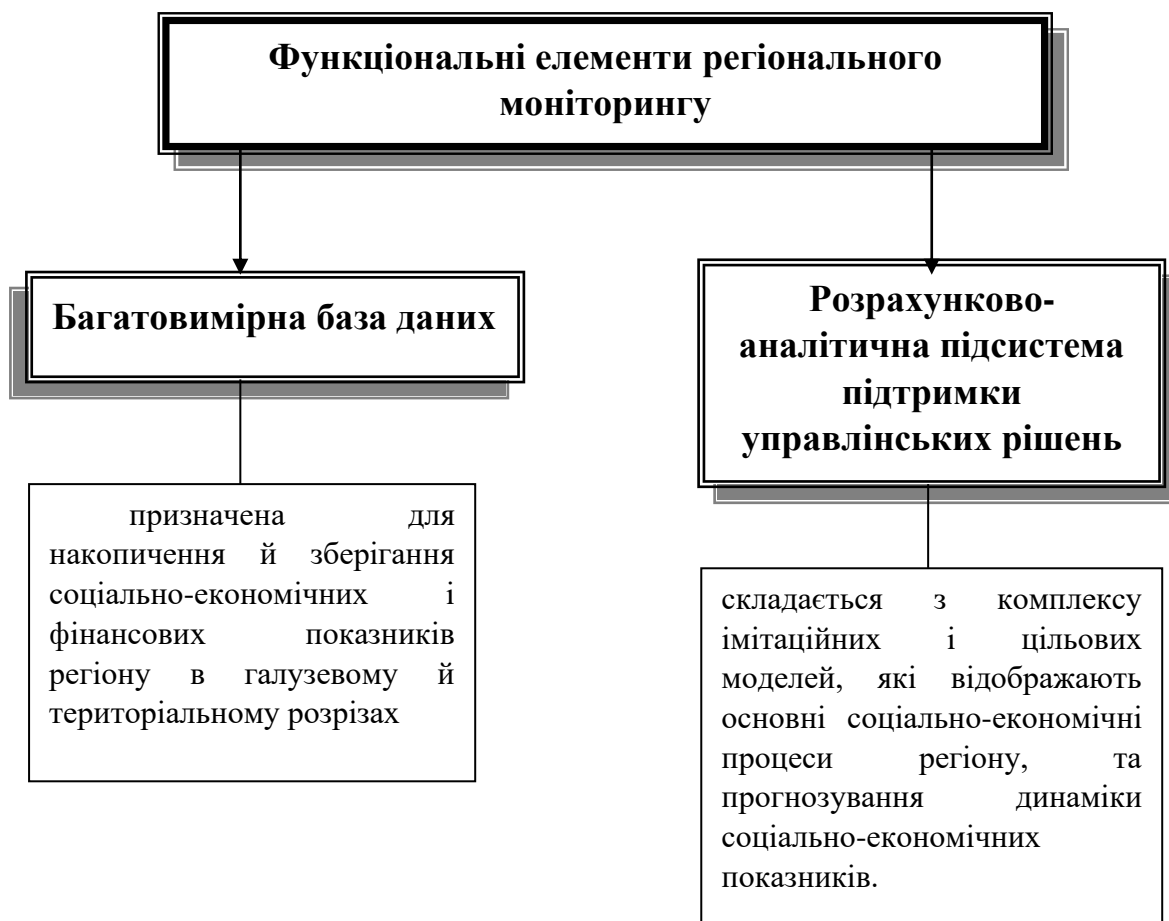 Функціональні елементи регіонального
моніторингу
Багатовимірна база даних
призначена для
накопичення й зберігання
соціально-економічних і
фінансових показників
регіону в галузевому й
територіальному розрізах
Розрахунково-
аналітична підсистема
підтримки
управлінських рішень
складається з комплексу
імітаційних і цільових
моделей, які відображають
основні соціально-економічні
процеси регіону, та
прогнозування динаміки
соціально-економічних
показників.